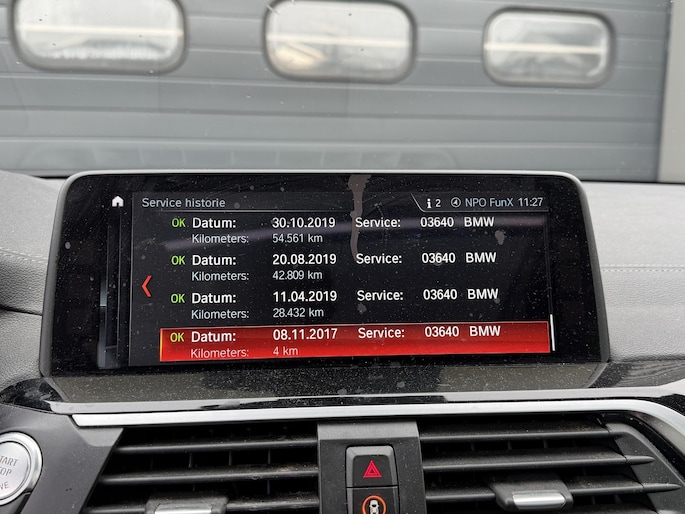 Service historie
i 2 NPO FunX 11:27
OK Datum: 30.10.2019 Service: 03640 BMW
Kilometers: 54.561 km
OK Datum: 20.08.2019 Service: 03640 BMW
Kilometers: 42.809 km
OK Datum: 11.04.2019 Service: 03640 BMW
Kilometers: 28.432 km
OK Datum: 08.11.2017 Service: 03640 BMW
Kilometers: 4 km
START